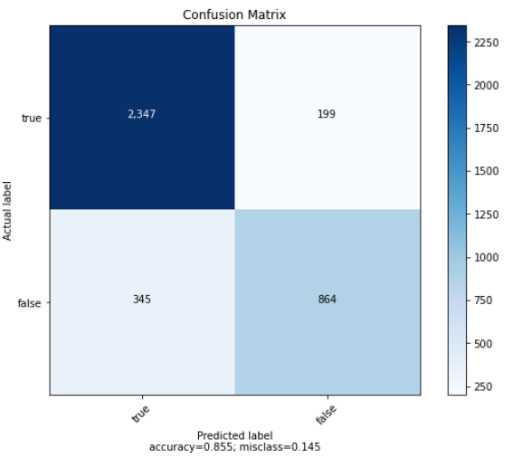 Confusion Matrix
true
2,347
199
Actual label
false
345
864
true
false
Predicted label
accuracy=0.855; misclass=0.145
2250
2000
1750
1500
1250
1000
750
500
250